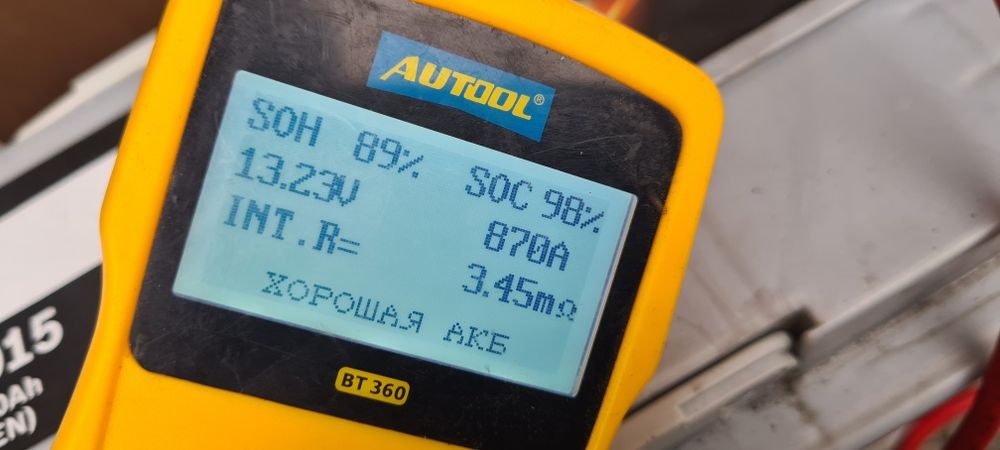 AUTOOL®
SOH 89% SOC 98%
13.23V 870A
INT.R= 3.45mΩ
ХОРОШАЯ АКБ
BT 360